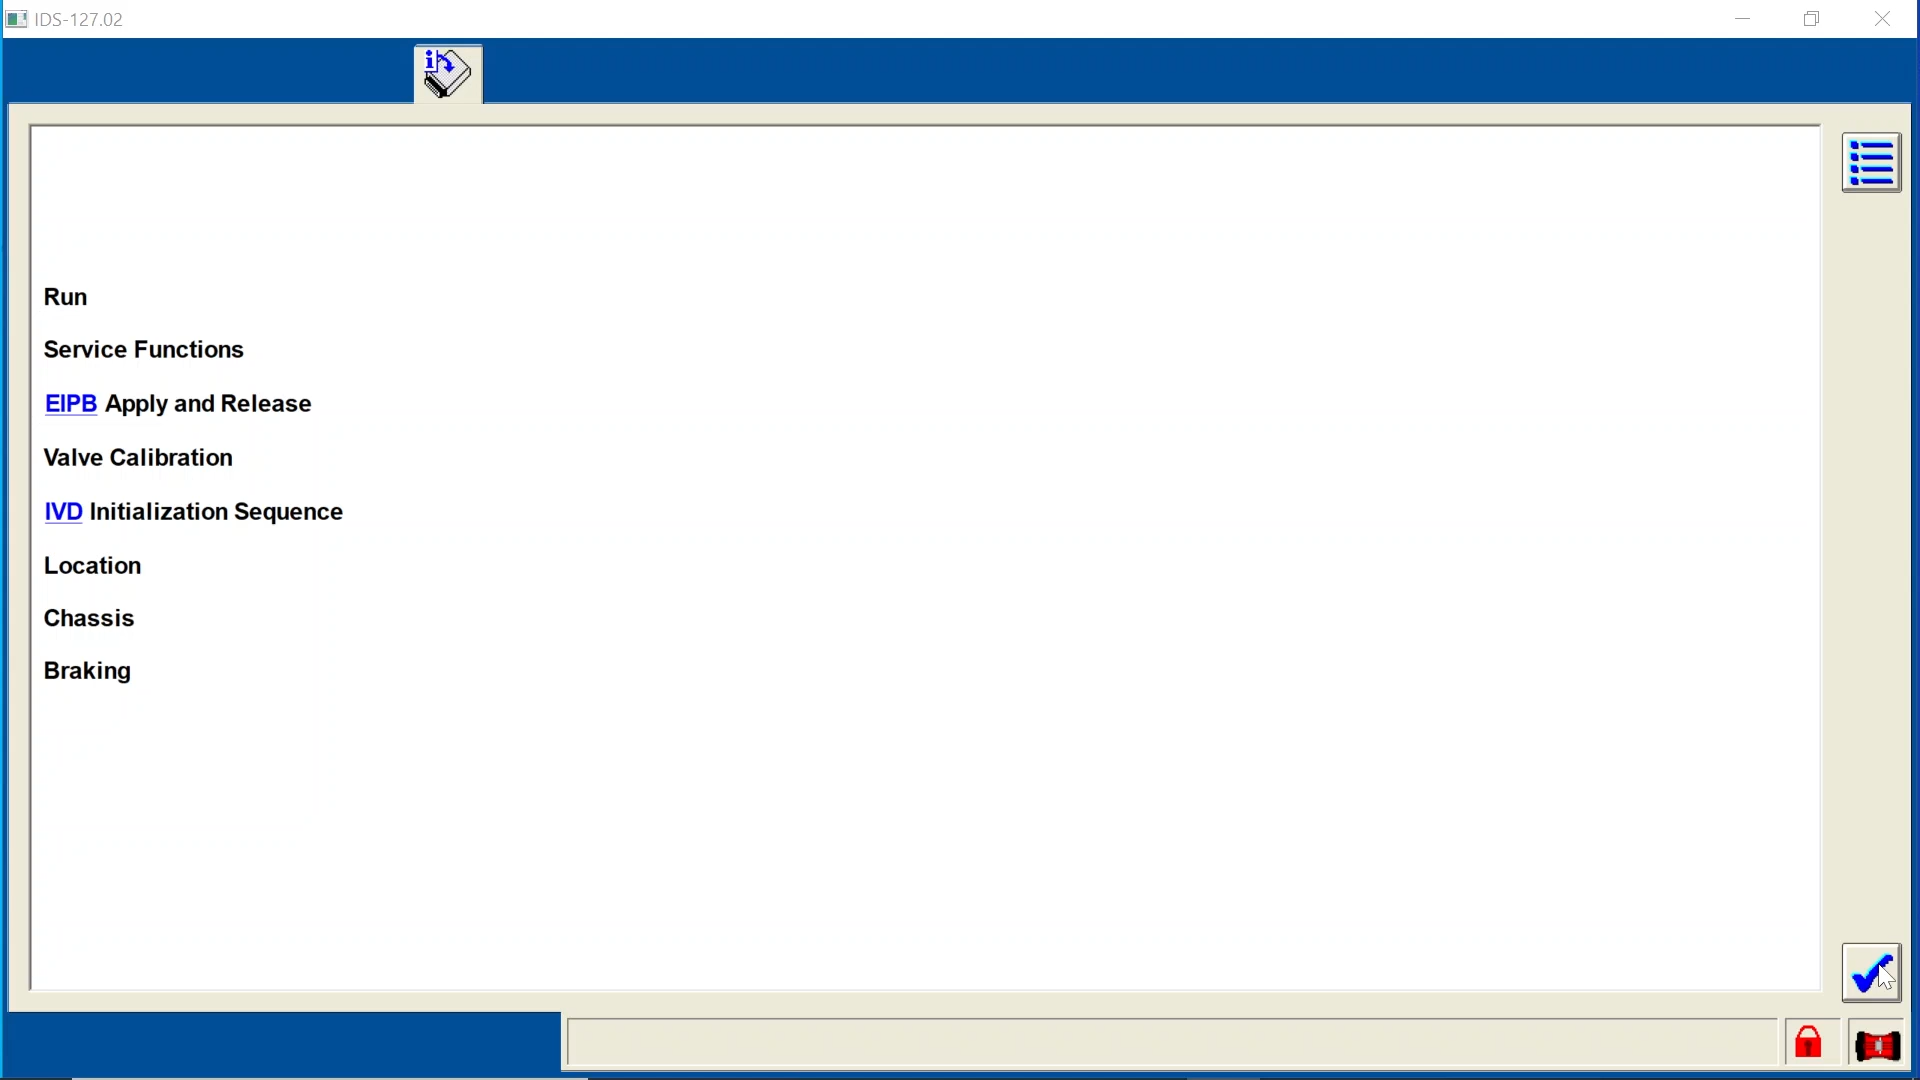 IDS-127.02
i
Run
Service Functions
EIPB Apply and Release
Valve Calibration
IVD Initialization Sequence
Location
Chassis
Braking